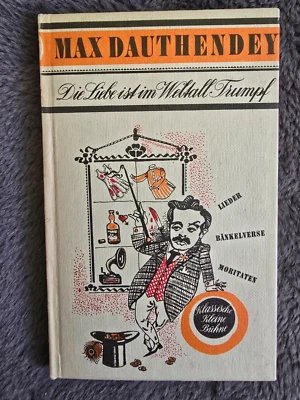 MAX DAUTHENDEY
Die Liebe ist im Weltall Trumpf
LIEDER
BÄNKELVERSE
MORITATEN
Klassische
Kleine
Bühne